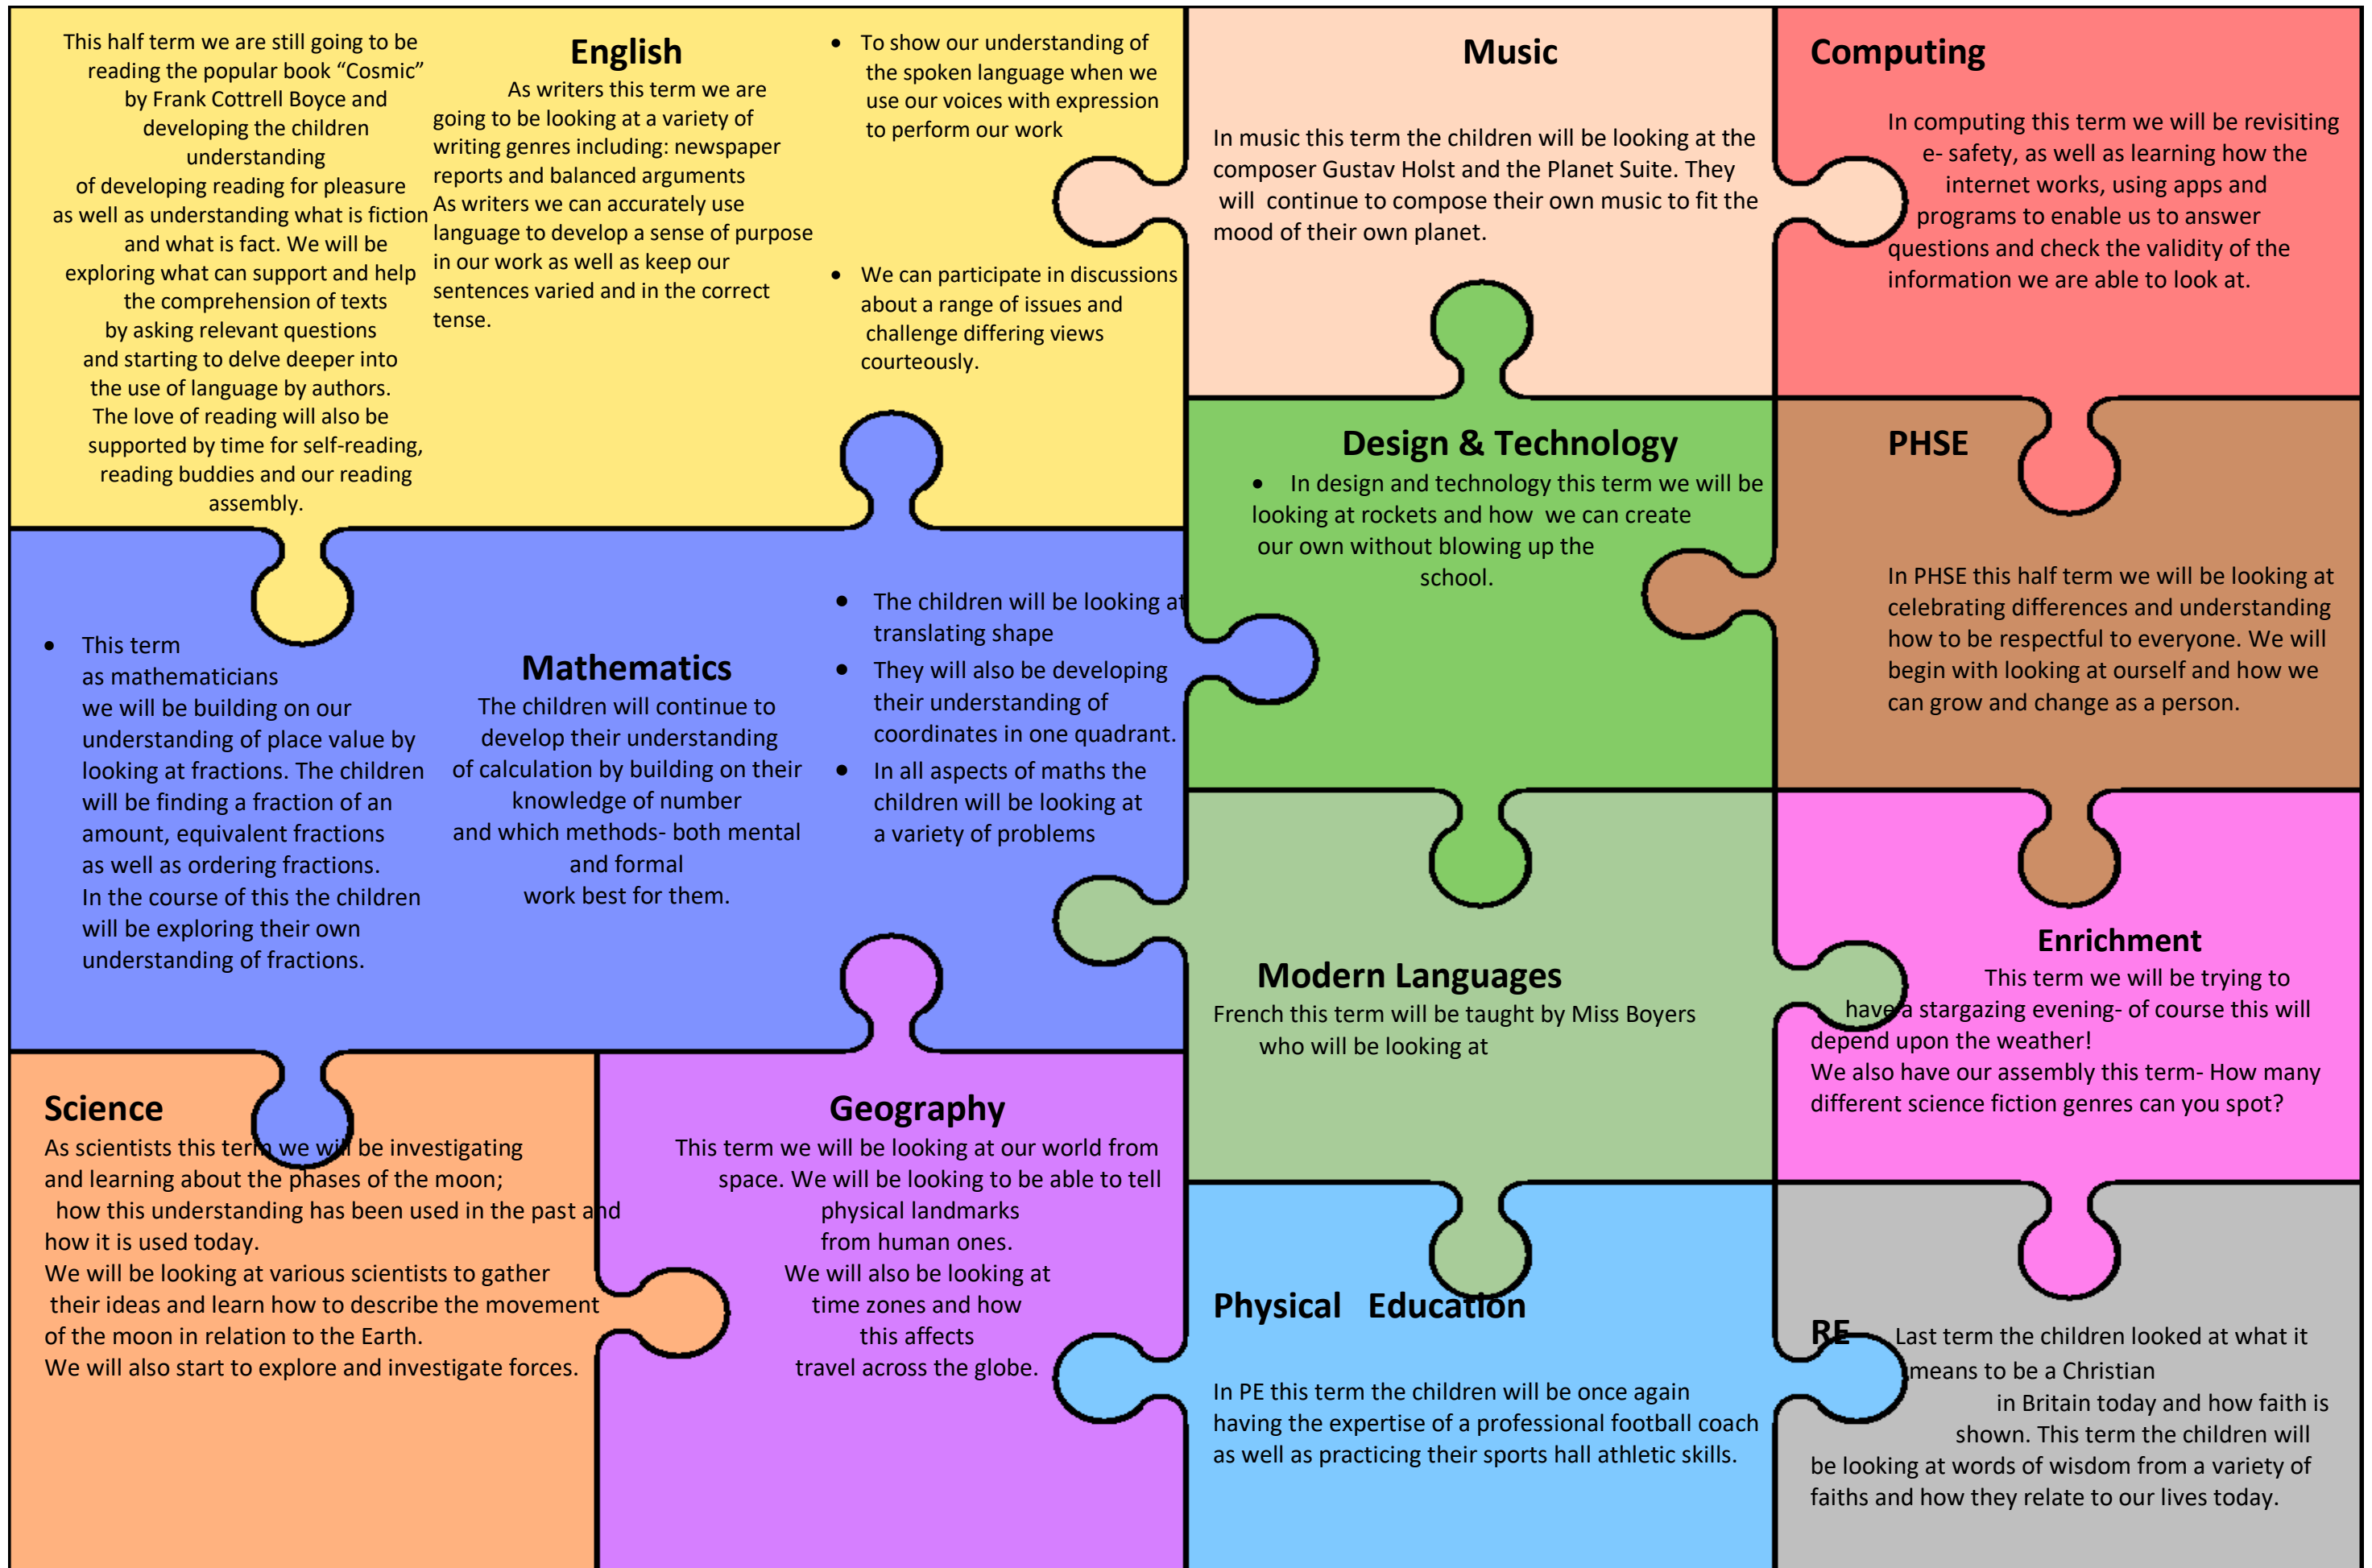 This half term we are still going to be
reading the popular book “Cosmic”
by Frank Cottrell Boyce and
developing the children
understanding
of developing reading for pleasure
as well as understanding what is fiction
and what is fact. We will be
exploring what can support and help
the comprehension of texts
by asking relevant questions
and starting to delve deeper into
the use of language by authors.
The love of reading will also be
supported by time for self-reading,
reading buddies and our reading
assembly.
English
As writers this term we are
going to be looking at a variety of
writing genres including: newspaper
reports and balanced arguments
As writers we can accurately use
language to develop a sense of purpose
in our work as well as keep our
sentences varied and in the correct
tense.
• To show our understanding of
the spoken language when we
use our voices with expression
to perform our work
• We can participate in discussions
about a range of issues and
challenge differing views
courteously.
Music
In music this term the children will be looking at the
composer Gustav Holst and the Planet Suite. They
will continue to compose their own music to fit the
mood of their own planet.
Computing
In computing this term we will be revisiting
e- safety, as well as learning how the
internet works, using apps and
programs to enable us to answer
questions and check the validity of the
information we are able to look at.
Design & Technology
• In design and technology this term we will be
looking at rockets and how we can create
our own without blowing up the
school.
PHSE
In PHSE this half term we will be looking at
celebrating differences and understanding
how to be respectful to everyone. We will
begin with looking at ourself and how we
can grow and change as a person.
• This term
as mathematicians
we will be building on our
understanding of place value by
looking at fractions. The children
will be finding a fraction of an
amount, equivalent fractions
as well as ordering fractions.
In the course of this the children
will be exploring their own
understanding of fractions.
Mathematics
The children will continue to
develop their understanding
of calculation by building on their
knowledge of number
and which methods- both mental
and formal
work best for them.
• The children will be looking at
translating shape
• They will also be developing
their understanding of
coordinates in one quadrant.
• In all aspects of maths the
children will be looking at
a variety of problems
Modern Languages
French this term will be taught by Miss Boyers
who will be looking at
Enrichment
This term we will be trying to
have a stargazing evening- of course this will
depend upon the weather!
We also have our assembly this term- How many
different science fiction genres can you spot?
Science
As scientists this term we will be investigating
and learning about the phases of the moon;
how this understanding has been used in the past and
how it is used today.
We will be looking at various scientists to gather
their ideas and learn how to describe the movement
of the moon in relation to the Earth.
We will also start to explore and investigate forces.
Geography
This term we will be looking at our world from
space. We will be looking to be able to tell
physical landmarks
from human ones.
We will also be looking at
time zones and how
this affects
travel across the globe.
Physical Education
In PE this term the children will be once again
having the expertise of a professional football coach
as well as practicing their sports hall athletic skills.
RE Last term the children looked at what it
means to be a Christian
in Britain today and how faith is
shown. This term the children will
be looking at words of wisdom from a variety of
faiths and how they relate to our lives today.